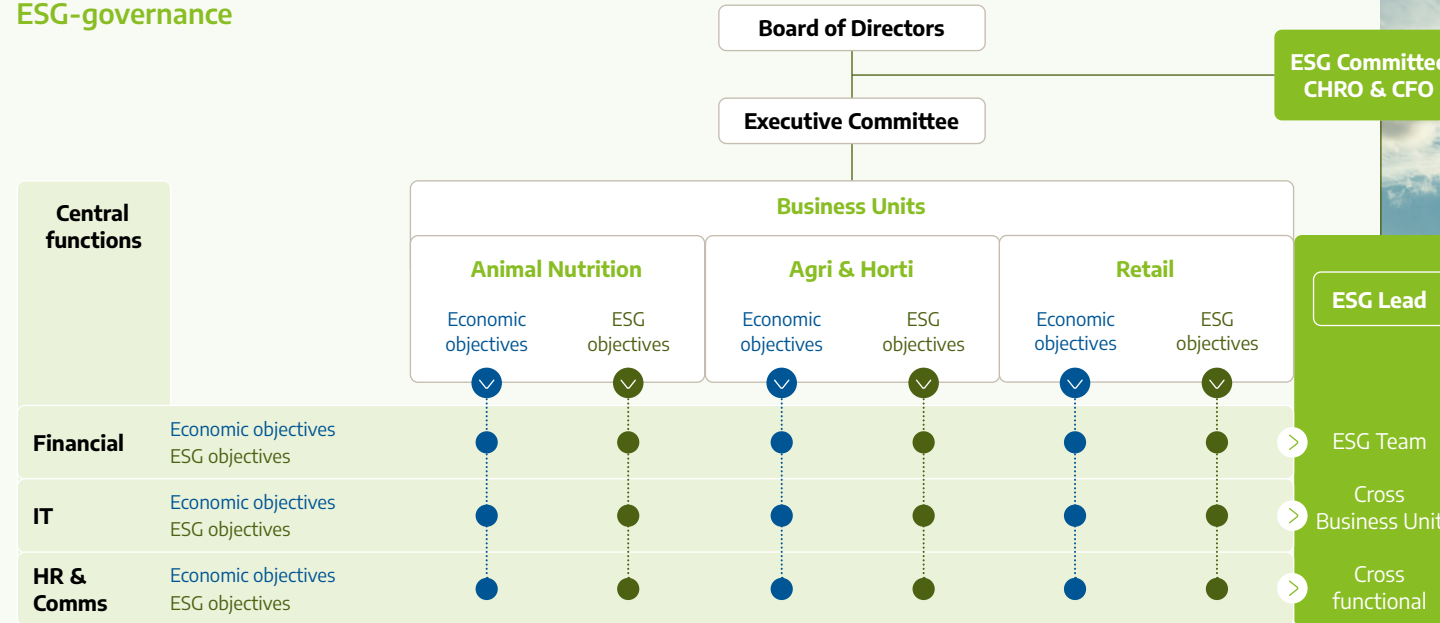 ESG-governance
Board of Directors
ESG Committee
CHRO & CFO
Executive Committee
Central
functions
Business Units
Animal Nutrition
Agri & Horti
Retail
ESG Lead
Economic
objectives
ESG
objectives
Economic
objectives
ESG
objectives
Economic
objectives
ESG
objectives
Financial
Economic objectives
ESG objectives
ESG Team
IT
Economic objectives
ESG objectives
Cross
Business Unit
HR &
Comms
Economic objectives
ESG objectives
Cross
functional